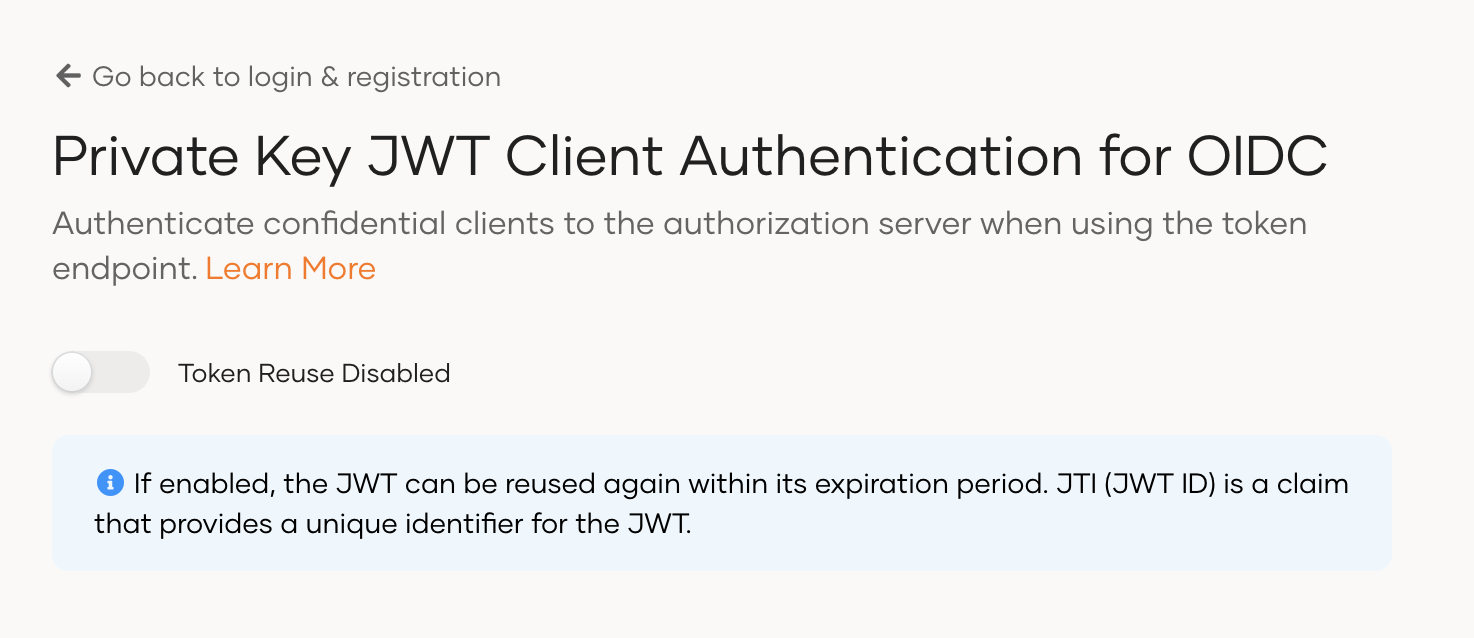 Go back to login & registration
Private Key JWT Client Authentication for OIDC
Authenticate confidential clients to the authorization server when using the token
endpoint. Learn More
Token Reuse Disabled
If enabled, the JWT can be reused again within its expiration period. JTI (JWT ID) is a claim
that provides a unique identifier for the JWT.